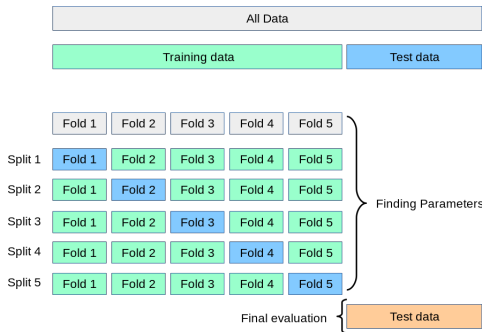 All Data
Training data Test data
Fold 1 Fold 2 Fold 3 Fold 4 Fold 5
Split 1 Fold 1 Fold 2 Fold 3 Fold 4 Fold 5
Split 2 Fold 1 Fold 2 Fold 3 Fold 4 Fold 5
Finding Parameters
Split 3 Fold 1 Fold 2 Fold 3 Fold 4 Fold 5
Split 4 Fold 1 Fold 2 Fold 3 Fold 4 Fold 5
Split 5 Fold 1 Fold 2 Fold 3 Fold 4 Fold 5
Final evaluation Test data